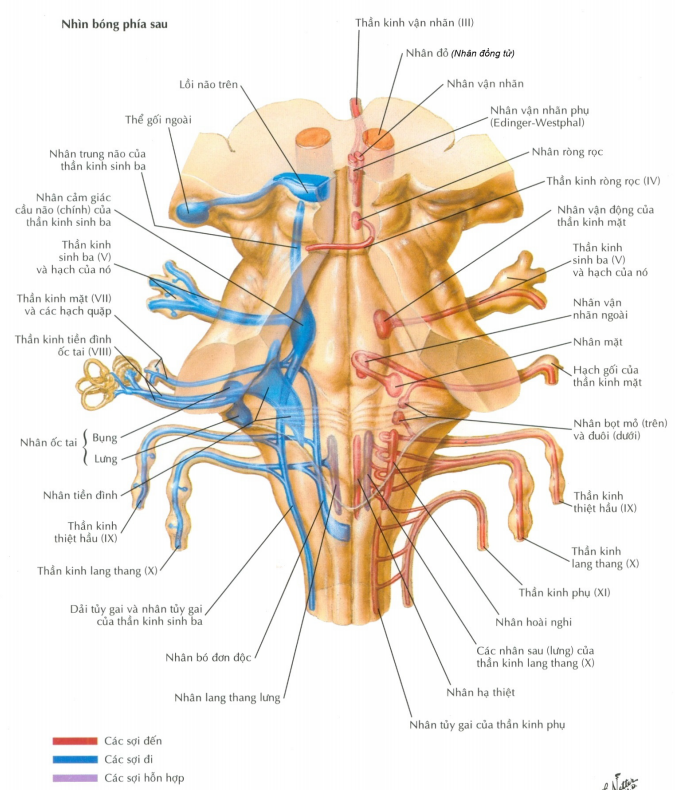 Nhìn bóng phía sau
Thần kinh vận nhãn (III)
Nhân đỏ (Nhân đồng tử)
Nhân vận nhãn
Nhân vận nhãn phụ
(Edinger-Westphal)
Nhân ròng rọc
Thần kinh ròng rọc (IV)
Nhân vận động của
thần kinh mặt
Thần kinh
sinh ba (V)
và hạch của nó
Nhân vận
nhãn ngoài
Nhân mặt
Hạch gối của
thần kinh mặt
Nhân bọt mỏ (trên)
và đuôi (dưới)
Thần kinh
thiệt hầu (IX)
Thần kinh
lang thang (X)
Thần kinh phụ (XI)
Nhân hoài nghi
Các nhân sau (lưng) của
thần kinh lang thang (X)
Nhân hạ thiệt
Nhân tủy gai của thần kinh phụ
Lồi não trên
Thể gối ngoài
Nhân trung não của
thần kinh sinh ba
Nhân cảm giác
cầu não (chính) của
thần kinh sinh ba
Thần kinh
sinh ba (V)
và hạch của nó
Thần kinh mặt (VII)
và các hạch quặp
Thần kinh tiền đình
ốc tai (VIII)
Nhân ốc tai { Bụng
Lưng
Nhân tiền đình
Thần kinh
thiệt hầu (IX)
Thần kinh lang thang (X)
Dải tủy gai và nhân tủy gai
của thần kinh sinh ba
Nhân bó đơn độc
Nhân lang thang lưng
Các sợi đến
Các sợi đi
Các sợi hỗn hợp